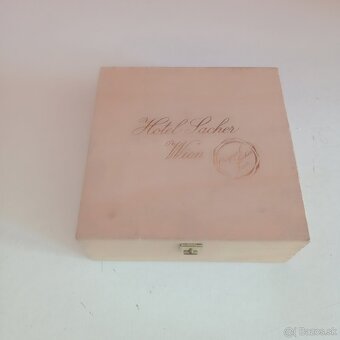 Hotel Sacher
Wien
© Bazos.sk